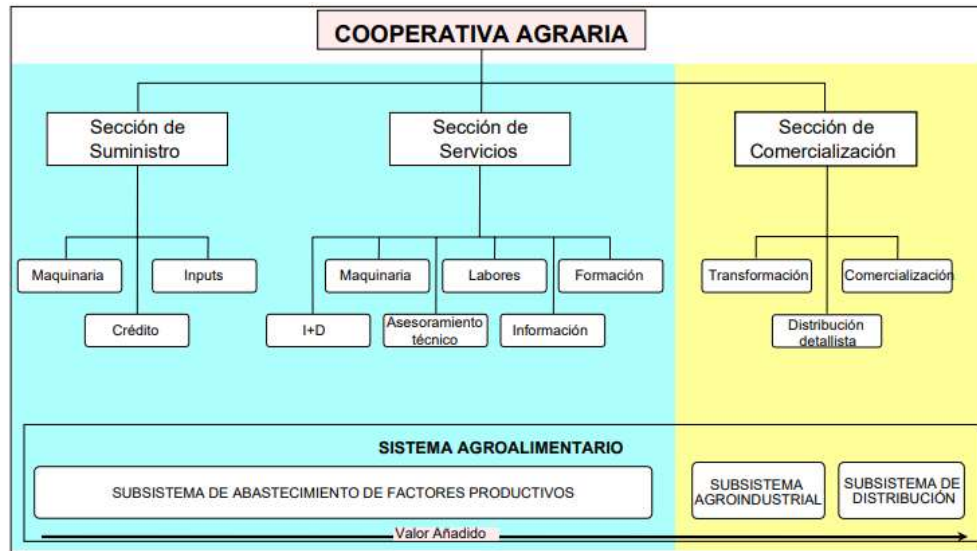 COOPERATIVA AGRARIA
Sección de
Suministro
Sección de
Servicios
Sección de
Comercialización
Maquinaria
Inputs
Maquinaria
Labores
Formación
Transformación
Comercialización
Crédito
I+D
Asesoramiento
técnico
Información
Distribución
detallista
SISTEMA AGROALIMENTARIO
SUBSISTEMA DE ABASTECIMIENTO DE FACTORES PRODUCTIVOS
SUBSISTEMA
AGROINDUSTRIAL
SUBSISTEMA DE
DISTRIBUCIÓN
Valor Añadido